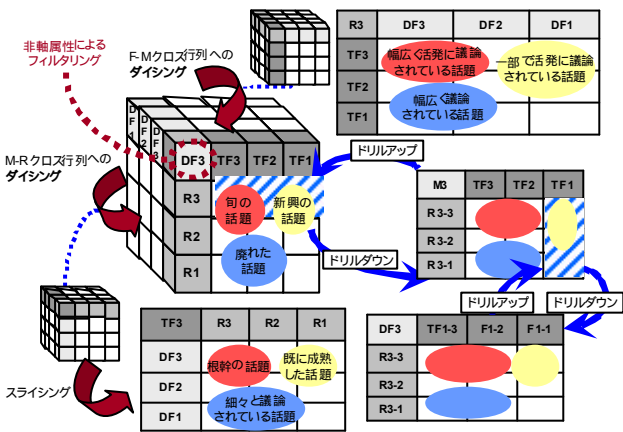 非軸属性による
フィルタリング
F-Mクロス行列への
ダイシング
R3 DF3 DF2 DF1
TF3
TF2
TF1
幅広く活発に議論
されている話題
一部で活発に議論
されている話題
幅広く議論
されている話題
M-Rクロス行列への
ダイシング
DF1
DF2
DF3
DF3 TF3 TF2 TF1
R3
R2
R1
旬の
話題
新興の
話題
廃れた
話題
ドリルアップ
ドリルダウン
M3 TF3 TF2 TF1
R3-3
R3-2
R3-1
ドリルアップ
ドリルダウン
スライシング
TF3 R3 R2 R1
DF3
DF2
DF1
根幹の話題
既に成熟
した話題
細々と議論
されている話題
DF3 TF1-3 F1-2 F1-1
R3-3
R3-2
R3-1